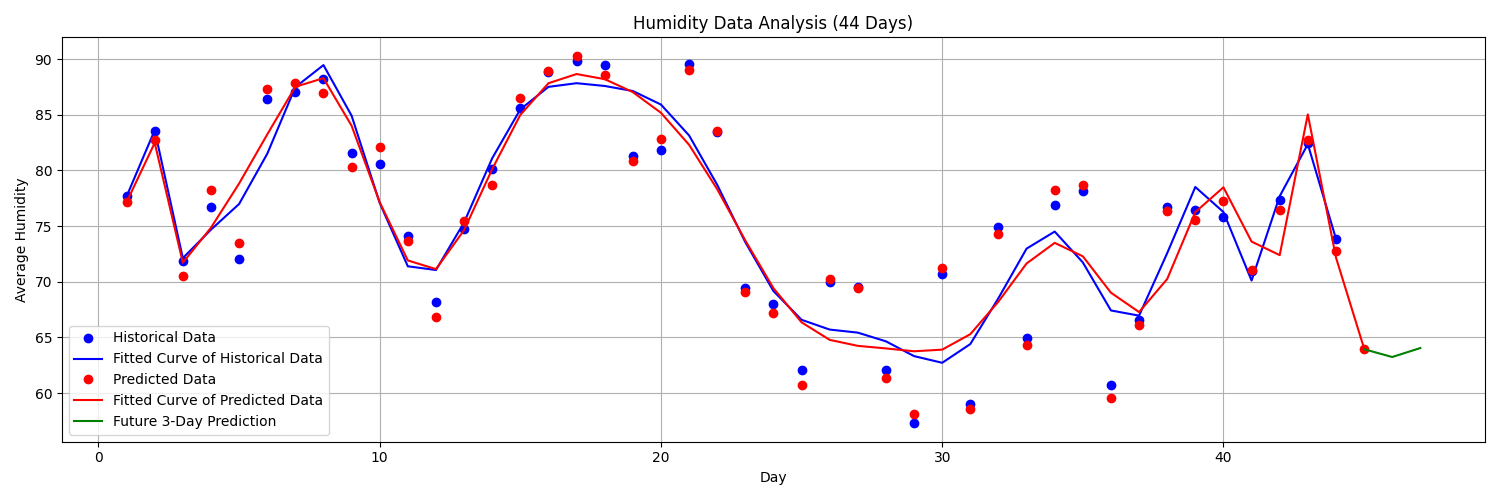 Humidity Data Analysis (44 Days)
Average Humidity
90
85
80
75
70
65
60
Historical Data
Fitted Curve of Historical Data
Predicted Data
Fitted Curve of Predicted Data
Future 3-Day Prediction
0 10 20 30 40
Day